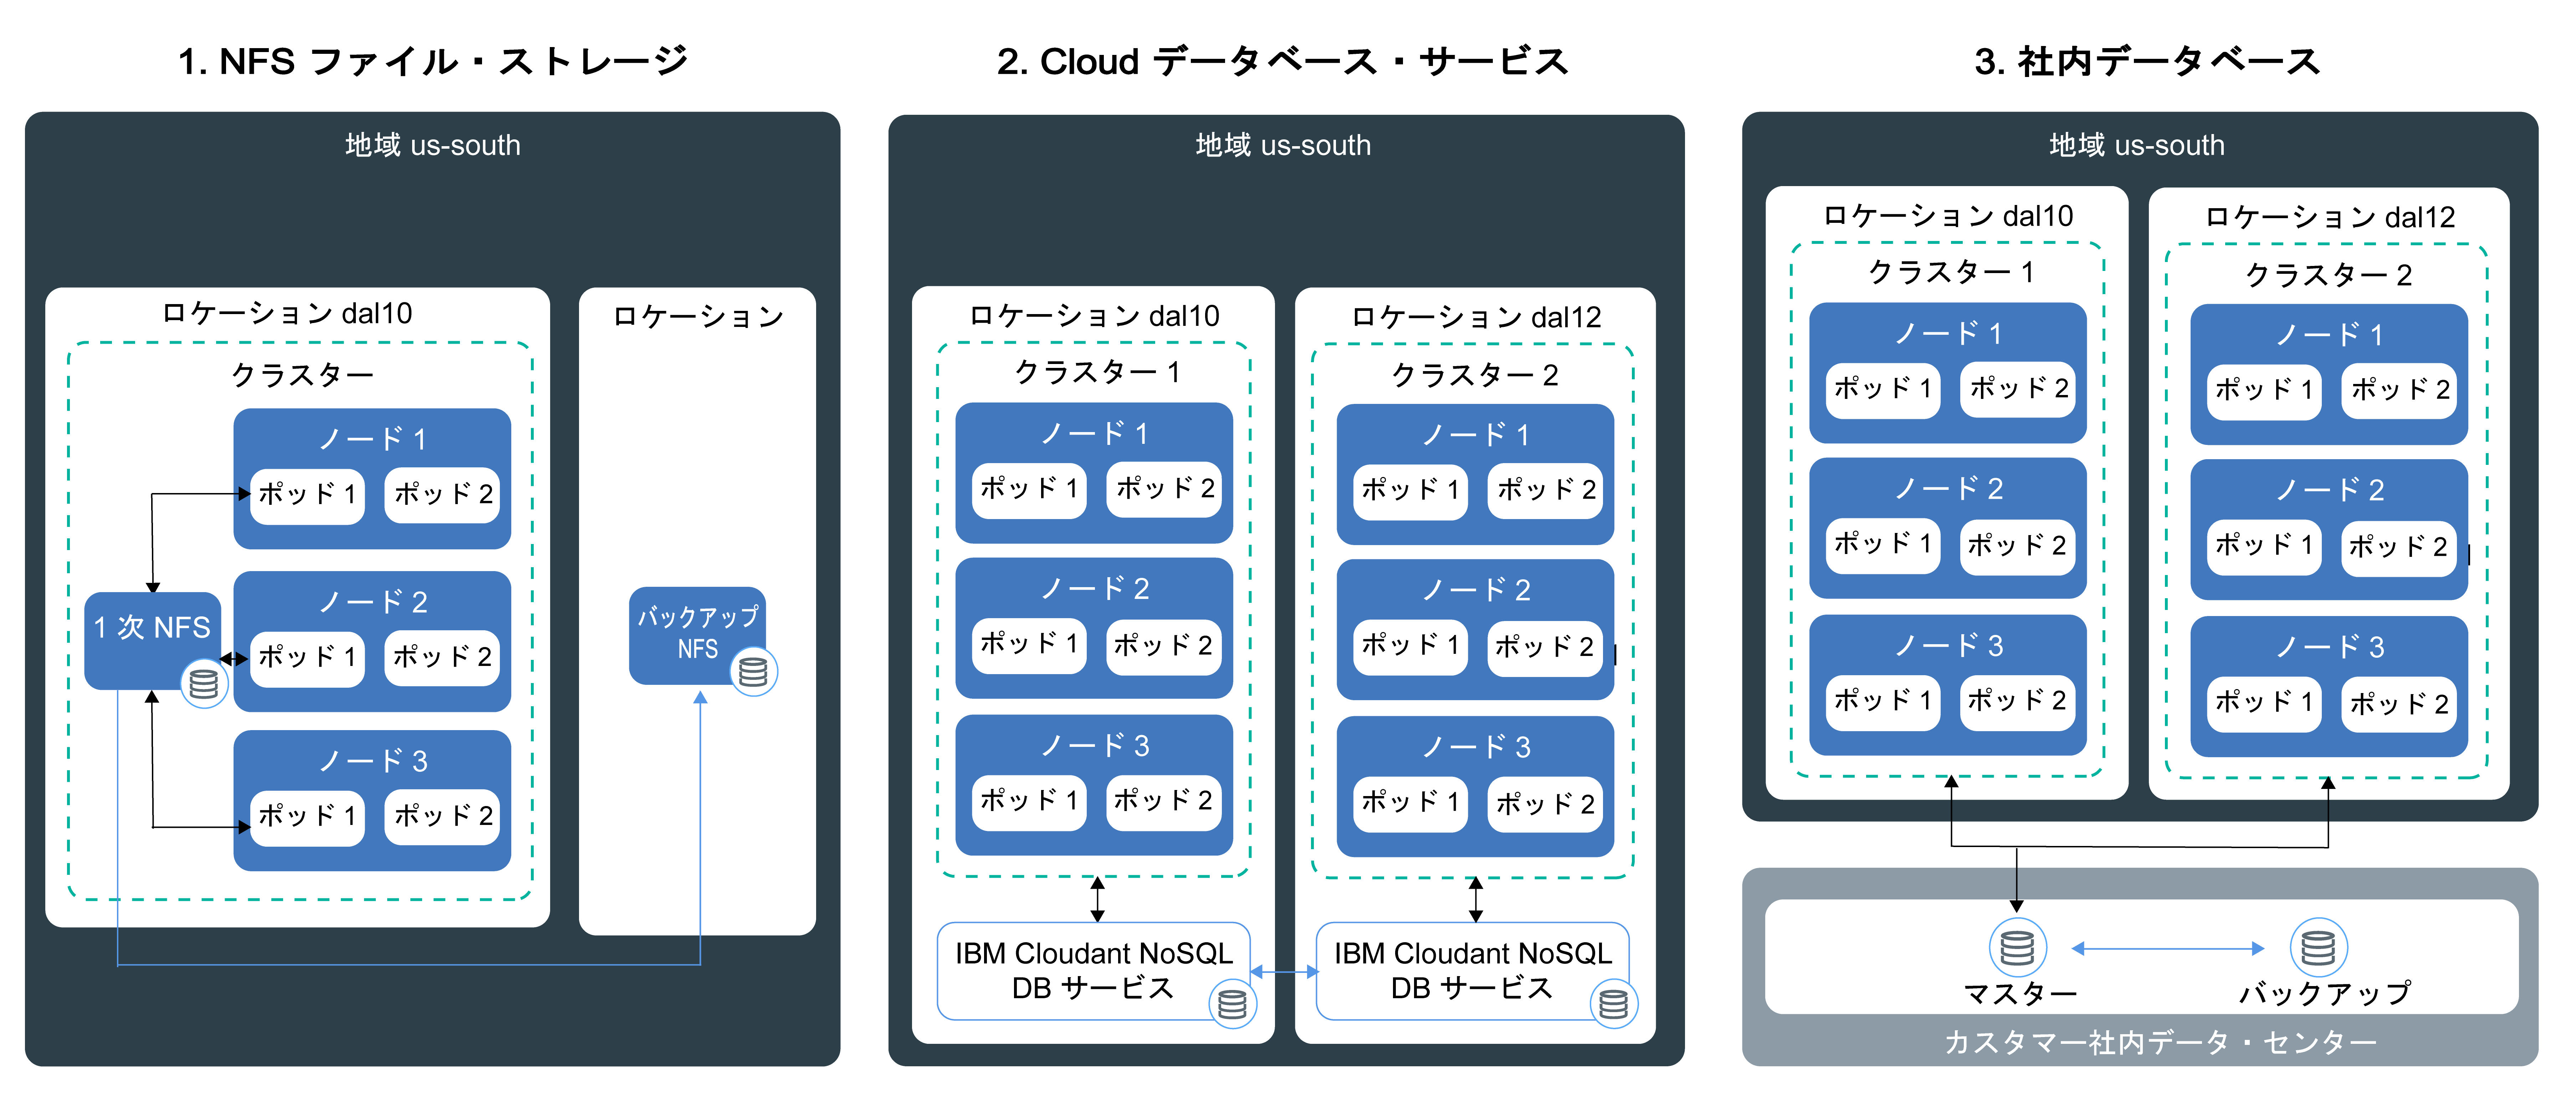 1. NFS ファイル・ストレージ
地域 us-south
ロケーション dal10
クラスター
ノード 1
ポッド 1
ポッド 2
1 次 NFS
ノード 2
ポッド 1
ポッド 2
ノード 3
ポッド 1
ポッド 2
ロケーション
バックアップ
NFS
2. Cloud データベース・サービス
地域 us-south
ロケーション dal10
クラスター 1
ノード 1
ポッド 1
ポッド 2
ノード 2
ポッド 1
ポッド 2
ノード 3
ポッド 1
ポッド 2
IBM Cloudant NoSQL
DB サービス
ロケーション dal12
クラスター 2
ノード 1
ポッド 1
ポッド 2
ノード 2
ポッド 1
ポッド 2
ノード 3
ポッド 1
ポッド 2
IBM Cloudant NoSQL
DB サービス
3. 社内データベース
地域 us-south
ロケーション dal10
クラスター 1
ノード 1
ポッド 1
ポッド 2
ノード 2
ポッド 1
ポッド 2
ノード 3
ポッド 1
ポッド 2
ロケーション dal12
クラスター 2
ノード 1
ポッド 1
ポッド 2
ノード 2
ポッド 1
ポッド 2
ノード 3
ポッド 1
ポッド 2
マスター
バックアップ
カスタマー社内データ・センター